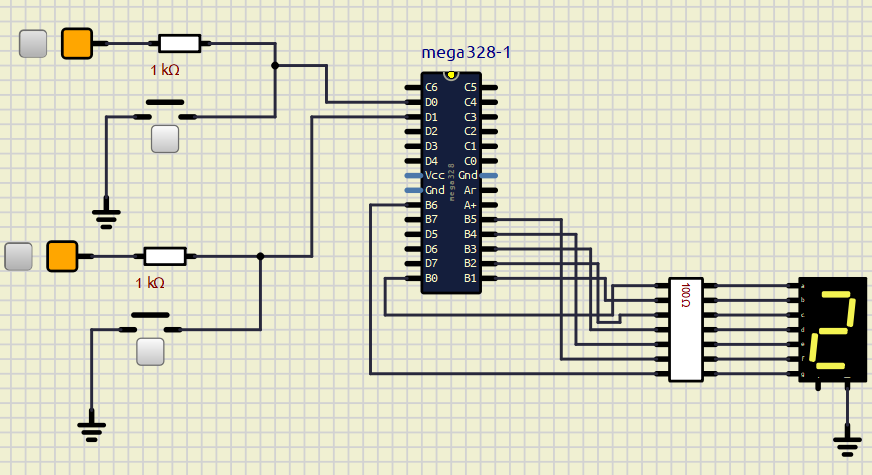 mega328-1
1 kΩ
C6 C5
D0 C4
D1 C3
D2 C2
D3 C1
D4 C0
Vcc Gnd
Gnd Ar
B6 A+
B7 B5
D5 B4
D6 B3
D7 B2
B0 B1
mega328
1 kΩ
100Ω
a
b
c
d
e
f
g
2